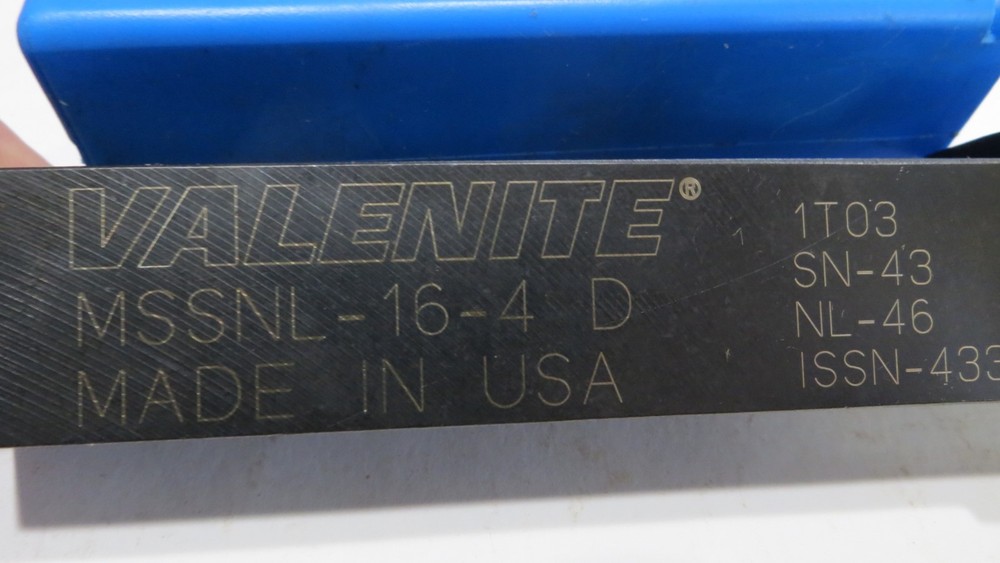 VALENITE®
MSSNL-16-4 D
MADE IN USA
1T03
SN-43
NL-46
ISSN-433